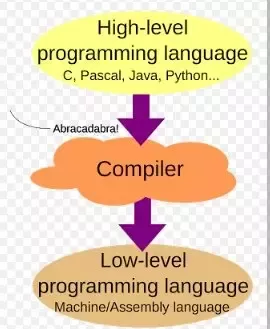 High-level
programming language
C, Pascal, Java, Python...
Abracadabra!
Compiler
Low-level
programming language
Machine/Assembly language